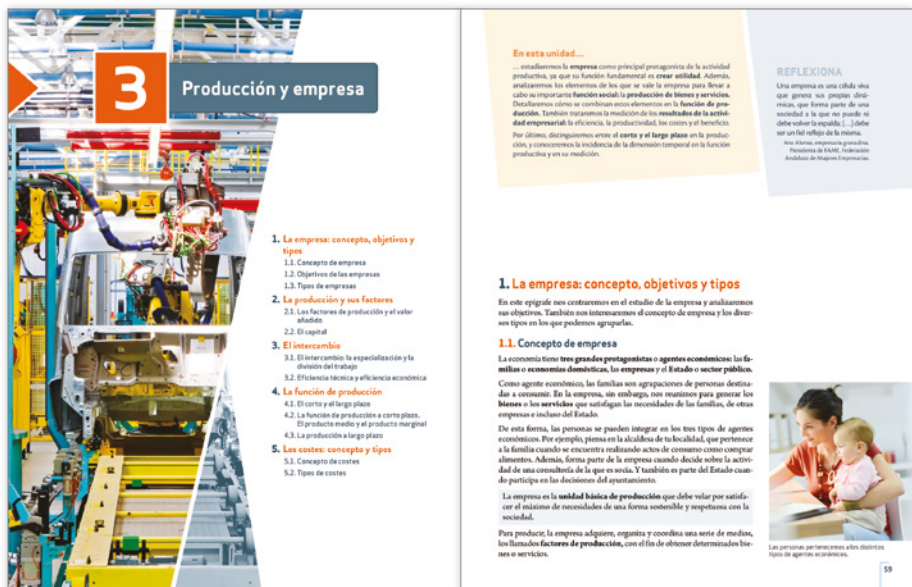 3
Producción y empresa
1. La empresa: concepto, objetivos y
tipos
1.1. Concepto de empresa
1.2. Objetivos de las empresas
1.3. Tipos de empresas
2. La producción y sus factores
2.1. Los factores de producción y el valor
añadido
2.2. El capital
3. El intercambio
3.1. El intercambio: la especialización y la
división del trabajo
3.2. Eficiencia técnica y eficiencia económica
4. La función de producción
4.1. El corto y el largo plazo
4.2. La función de producción a corto plazo.
El producto medio y el producto marginal
4.3. La producción a largo plazo
5. Los costes: concepto y tipos
5.1. Concepto de costes
5.2. Tipos de costes
En esta unidad...
... estudiaremos la empresa como principal protagonista de la actividad
productiva, ya que su función fundamental es crear utilidad. Además,
analizaremos los elementos de los que se vale la empresa para llevar a
cabo su importante función social: la producción de bienes y servicios.
Detallaremos cómo se combinan estos elementos en la función de pro-
ducción. También trataremos la medición de los resultados de la activi-
dad empresarial: la eficiencia, la productividad, los costes y el beneficio.
Por último, distinguiremos entre el corto y el largo plazo en la produc-
ción, y conoceremos la incidencia de la dimensión temporal en la función
productiva y en su medición.
REFLEXIONA
Una empresa es una célula viva
que genera sus propias diná-
micas, que forma parte de una
sociedad a la que no puede ni
debe volver la espalda; [...] debe
ser un fiel reflejo de la misma.
Ana Alonso, empresaria granadina.
Presidenta de FAME, Federación
Andaluza de Mujeres Empresarias.
1. La empresa: concepto, objetivos y tipos
En este epígrafe nos centraremos en el estudio de la empresa y analizaremos
sus objetivos. También nos interesaremos el concepto de empresa y los diver-
sos tipos en los que podemos agruparlas.
1.1. Concepto de empresa
La economía tiene tres grandes protagonistas o agentes económicos: las fa-
milias o economías domésticas, las empresas y el Estado o sector público.
Como agente económico, las familias son agrupaciones de personas destina-
das a consumir. En la empresa, sin embargo, nos reunimos para generar los
bienes o los servicios que satisfagan las necesidades de las familias, de otras
empresas e incluso del Estado.
De esta forma, las personas se pueden integrar en los tres tipos de agentes
económicos. Por ejemplo, piensa en la alcaldesa de tu localidad, que pertenece
a la familia cuando se encuentra realizando actos de consumo como comprar
alimentos. Además, forma parte de la empresa cuando decide sobre la activi-
dad de una consultoría de la que es socia. Y también es parte del Estado cuan-
do participa en las decisiones del ayuntamiento.
La empresa es la unidad básica de producción que debe velar por satisfa-
cer el máximo de necesidades de una forma sostenible y respetuosa con la
sociedad.
Para producir, la empresa adquiere, organiza y coordina una serie de medios,
los llamados factores de producción, con el fin de obtener determinados bie-
nes o servicios.
Las personas pertenecemos a los distintos
tipos de agentes económicos.
59